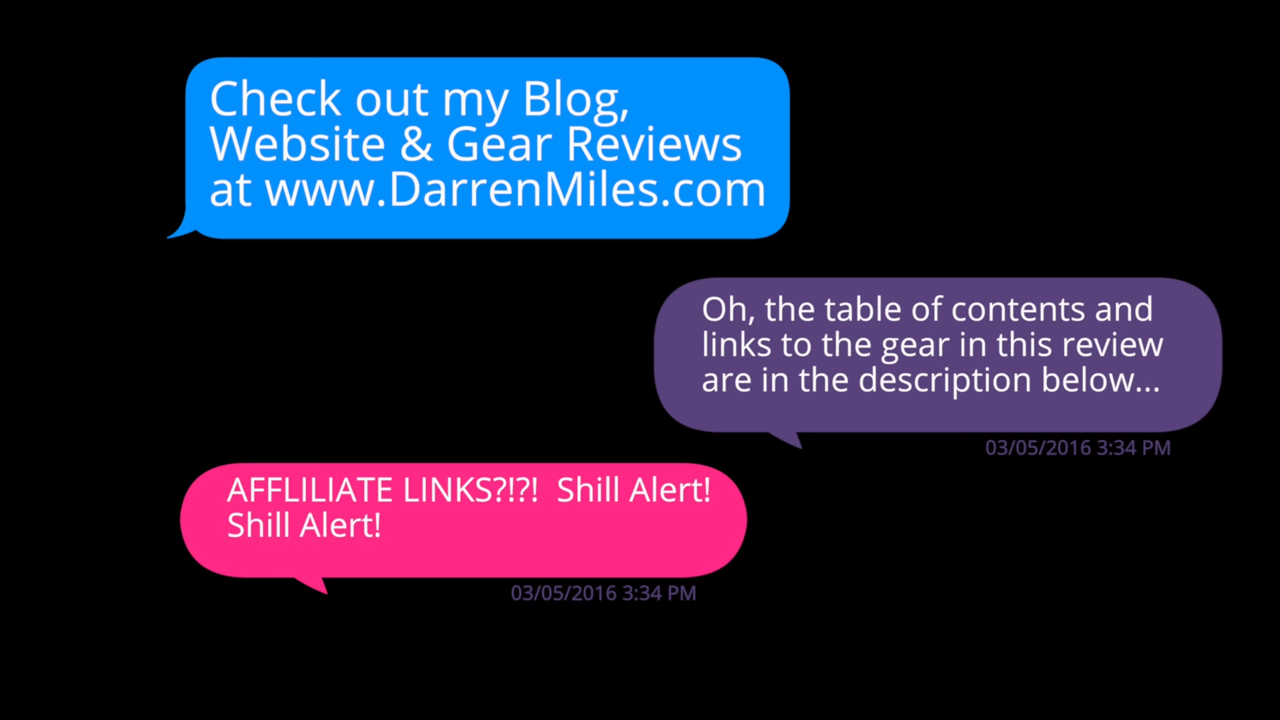 Check out my Blog,
Website & Gear Reviews
at www.DarrenMiles.com
Oh, the table of contents and
links to the gear in this review
are in the description below...
03/05/2016 3:34 PM
AFFLILIATE LINKS?!?!  Shill Alert!
Shill Alert!
03/05/2016 3:34 PM